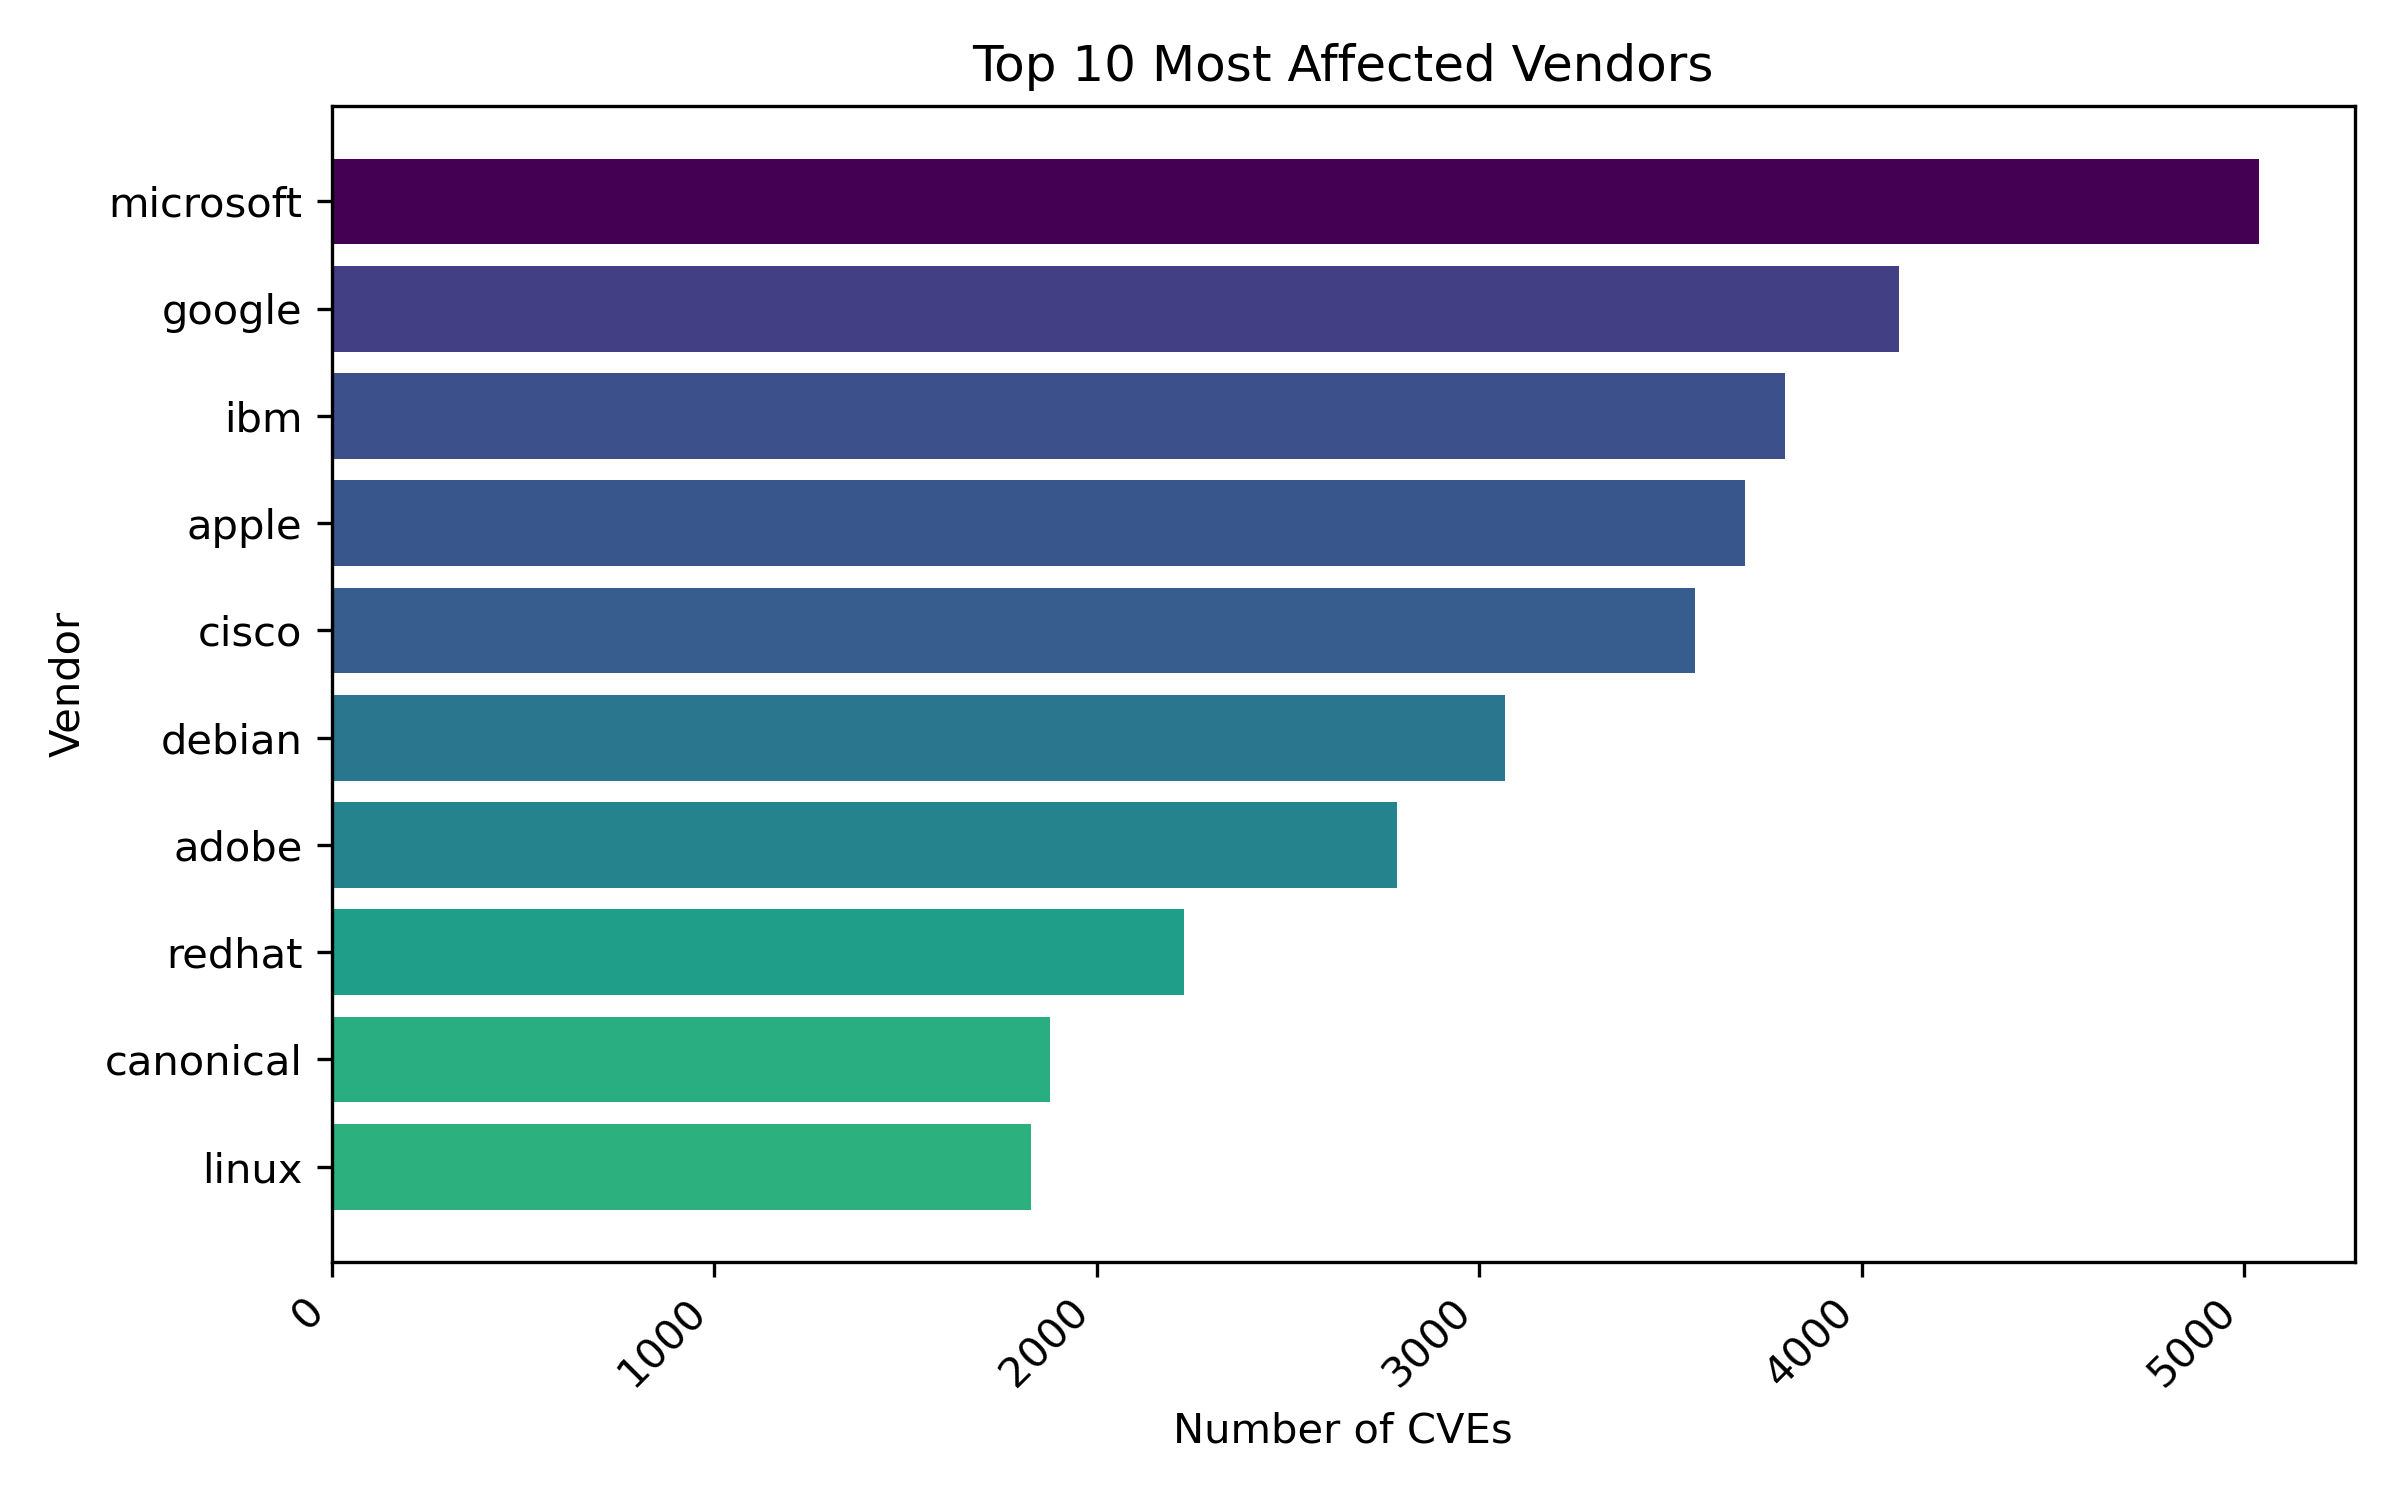 Top 10 Most Affected Vendors
Vendor
microsoft
google
ibm
apple
cisco
debian
adobe
redhat
canonical
linux
0
1000
2000
3000
4000
5000
Number of CVEs